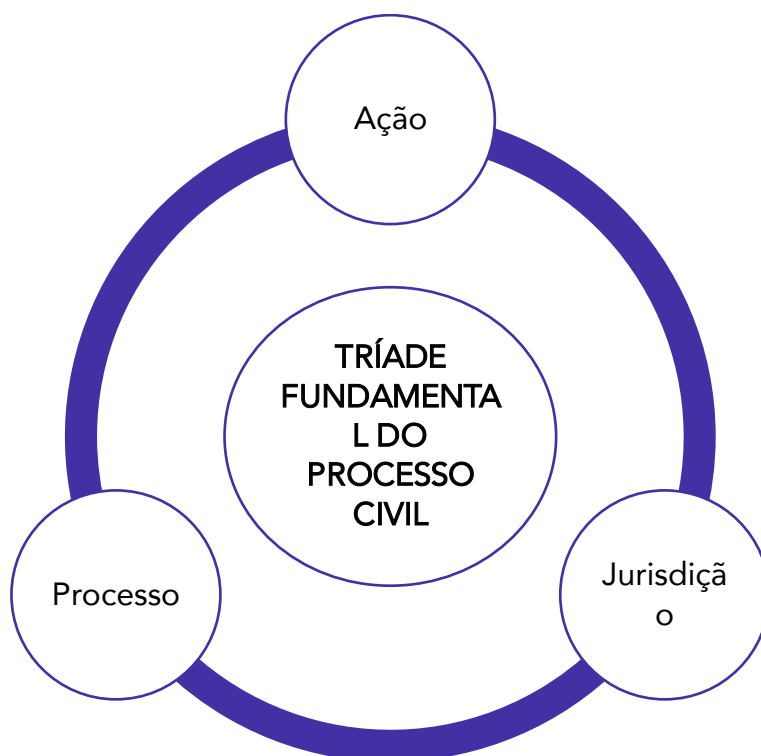 Ação
TRÍADE
FUNDAMENTA
L DO
PROCESSO
CIVIL
Processo
Jurisdiçã
o